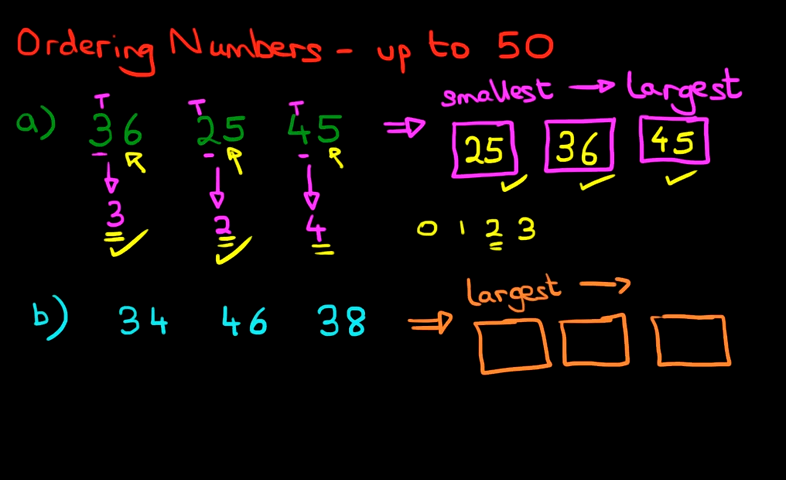 Ordering Numbers - up to 50
smallest → largest
a) 36 25 45 ⇒ 25 36 45
T T T
3 2 4
0 1 2 3
largest →
b) 34 46 38 ⇒